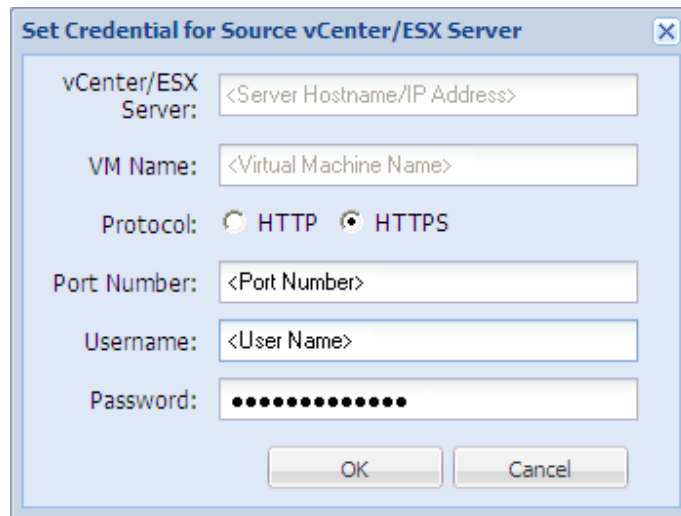 Set Credential for Source vCenter/ESX Server
vCenter/ESX Server: <Server Hostname/IP Address>
VM Name: <Virtual Machine Name>
Protocol: HTTP HTTPS
Port Number: <Port Number>
Username: <User Name>
Password: •••••••••••••
OK Cancel